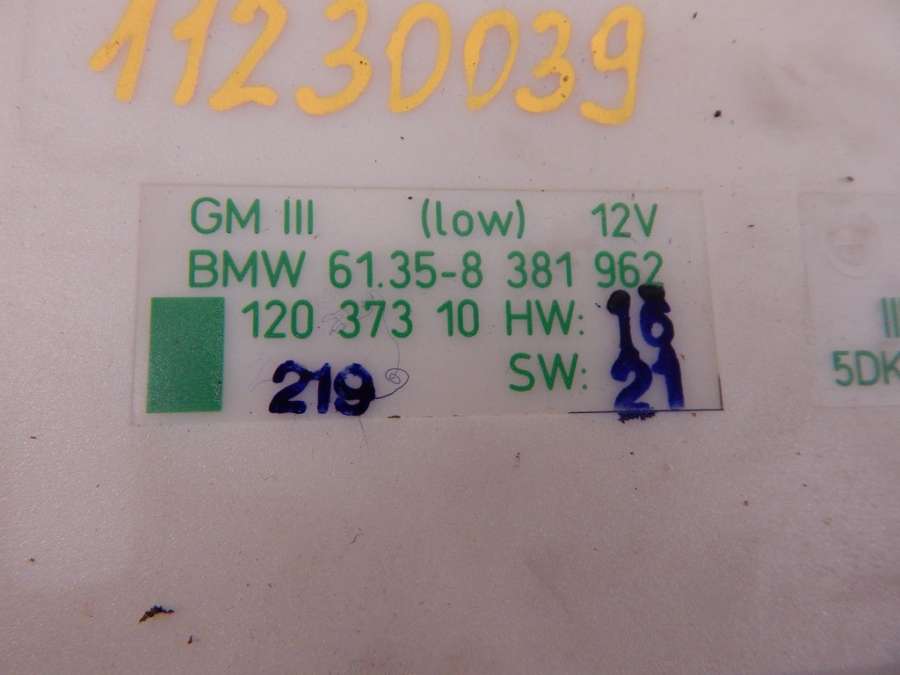 11230039
GM III (low) 12V
BMW 61.35-8 381 962
120 373 10 HW: 16
219 SW: 21
5DK